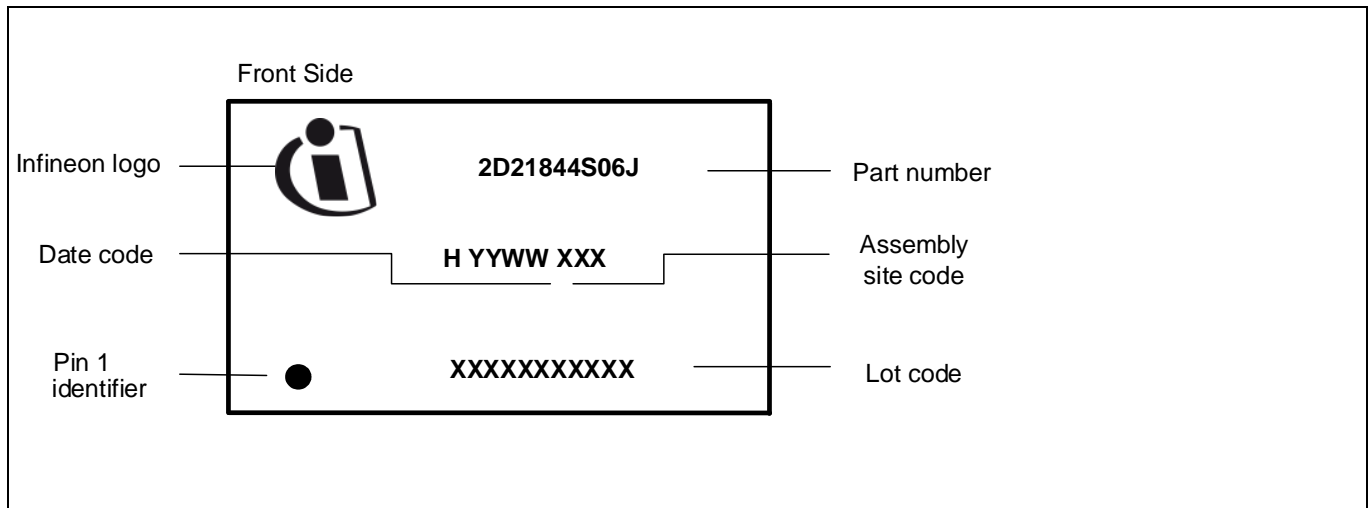 Front Side
Infineon logo
2D21844S06J
Part number
Date code
H YYWW XXX
Assembly
site code
Pin 1
identifier
XXXXXXXXXXX
Lot code